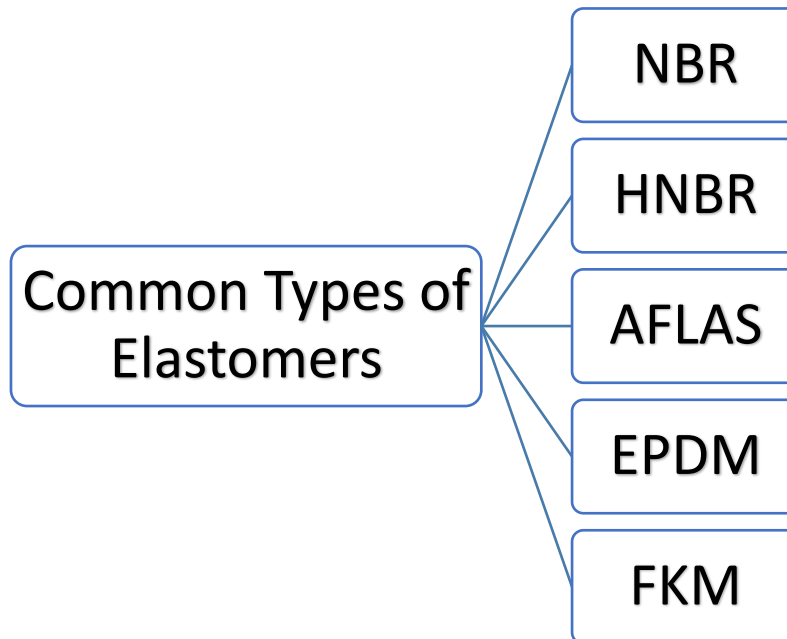 Common Types of
Elastomers
NBR
HNBR
AFLAS
EPDM
FKM